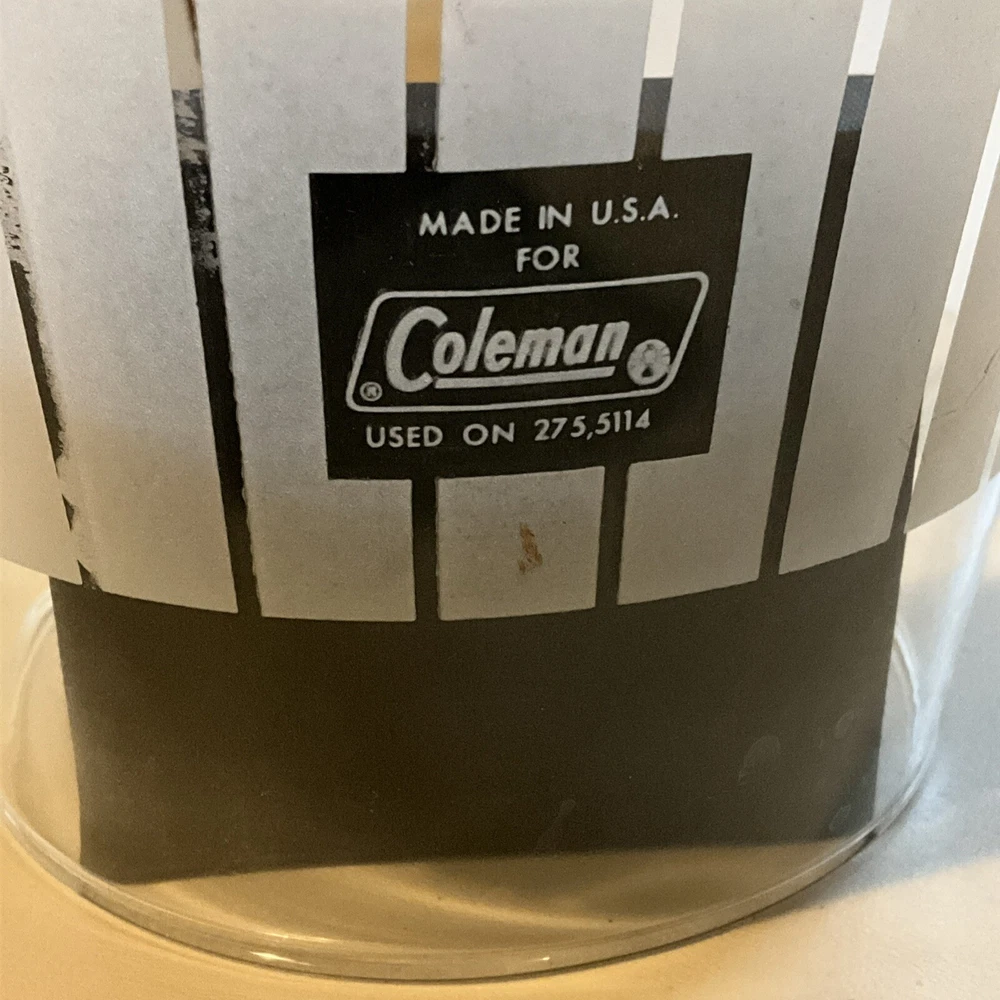 MADE IN U.S.A.
FOR
Coleman
®
USED ON 275,5114